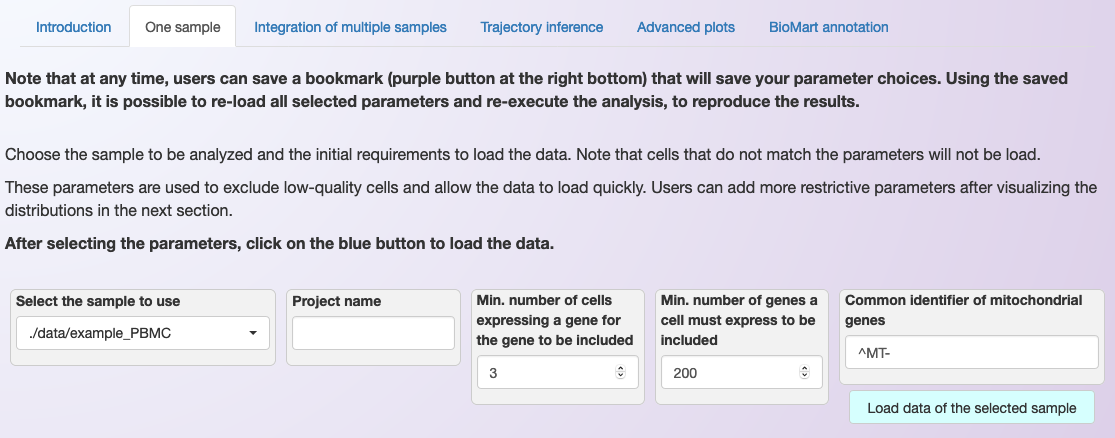 Introduction One sample Integration of multiple samples Trajectory inference Advanced plots BioMart annotation
Note that at any time, users can save a bookmark (purple button at the right bottom) that will save your parameter choices. Using the saved
bookmark, it is possible to re-load all selected parameters and re-execute the analysis, to reproduce the results.
Choose the sample to be analyzed and the initial requirements to load the data. Note that cells that do not match the parameters will not be load.
These parameters are used to exclude low-quality cells and allow the data to load quickly. Users can add more restrictive parameters after visualizing the
distributions in the next section.
After selecting the parameters, click on the blue button to load the data.
Select the sample to use
./data/example_PBMC
Project name
Min. number of cells
expressing a gene for
the gene to be included
3
Min. number of genes a
cell must express to be
included
200
Common identifier of mitochondrial
genes
^MT-
Load data of the selected sample